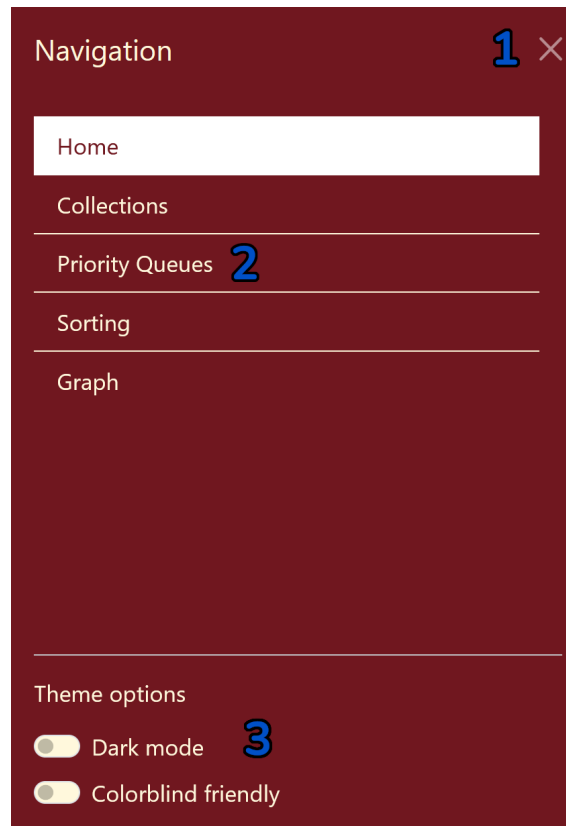 Navigation 1
Home
Collections
Priority Queues 2
Sorting
Graph
Theme options
Dark mode 3
Colorblind friendly